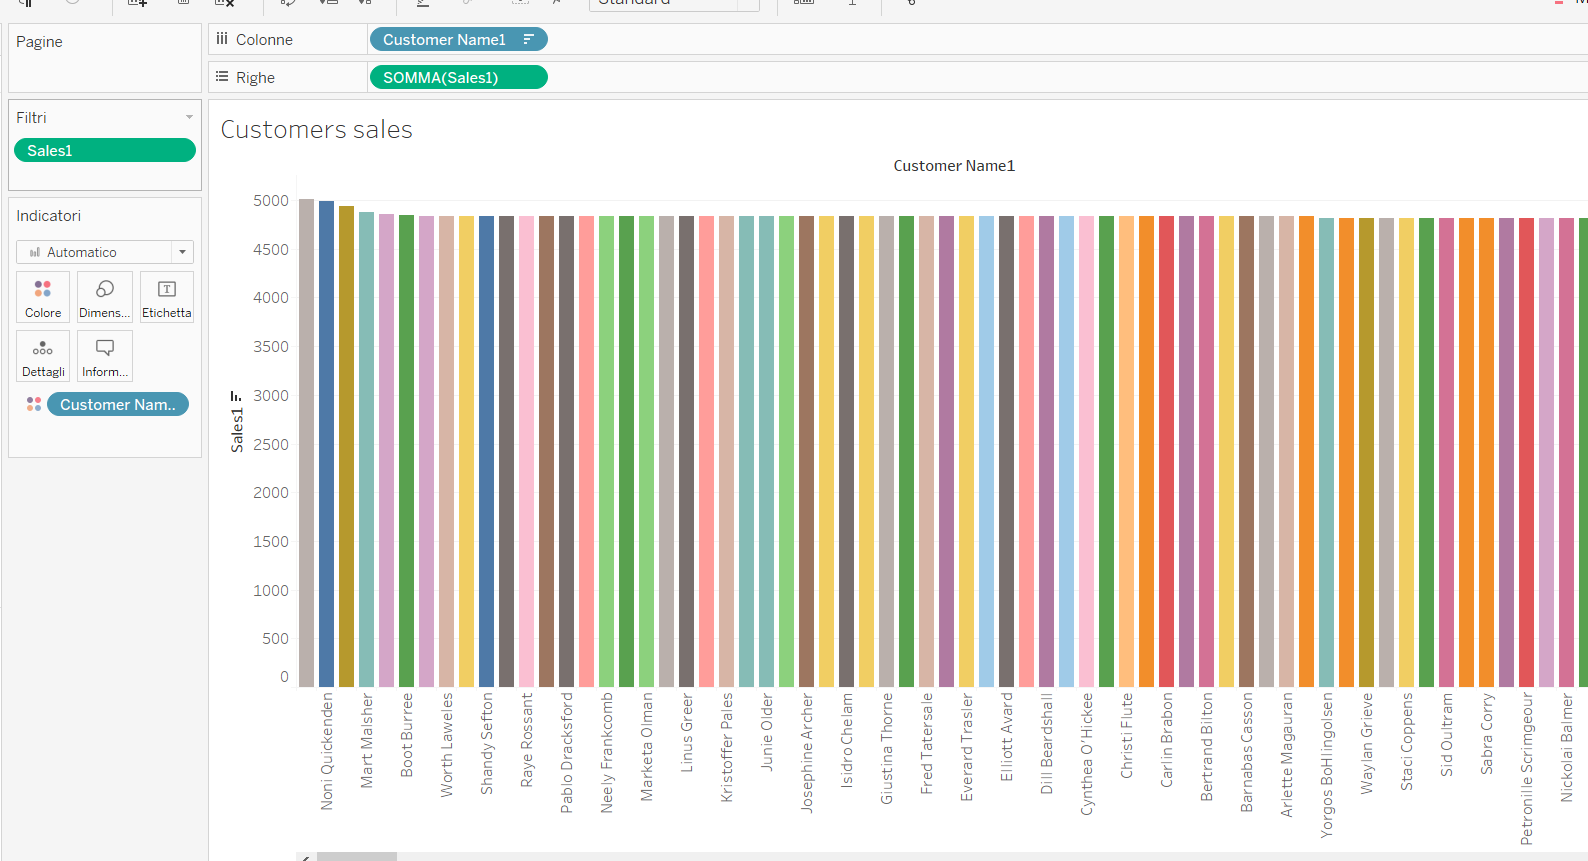 Standard
Pagine
Colonne
Customer Name1
Righe
SOMMA(Sales1)
Filtri
Sales1
Customers sales
Customer Name1
Indicatori
Automatico
Colore
Dimens...
Etichetta
Dettagli
Inform...
Customer Nam..
Sales1
5000
4500
4000
3500
3000
2500
2000
1500
1000
500
0
Noni Quickenden
Mart Malsher
Boot Burree
Worth Laweles
Shandy Sefton
Raye Rossant
Pablo Dracksford
Neely Frankcomb
Marketa Olman
Linus Greer
Kristoffer Pales
Junie Older
Josephine Archer
Isidro Chelam
Giustina Thorne
Fred Tatersale
Everard Trasler
Elliott Avard
Dill Beardshall
Cynthea O'Hickee
Christi Flute
Carlin Brabon
Bertrand Bilton
Barnabas Casson
Arlette Magauran
Yorgos BoHlingolsen
Waylan Grieve
Staci Coppens
Sid Oultram
Sabra Corry
Petronille Scrimgeour
Nickolai Balmer